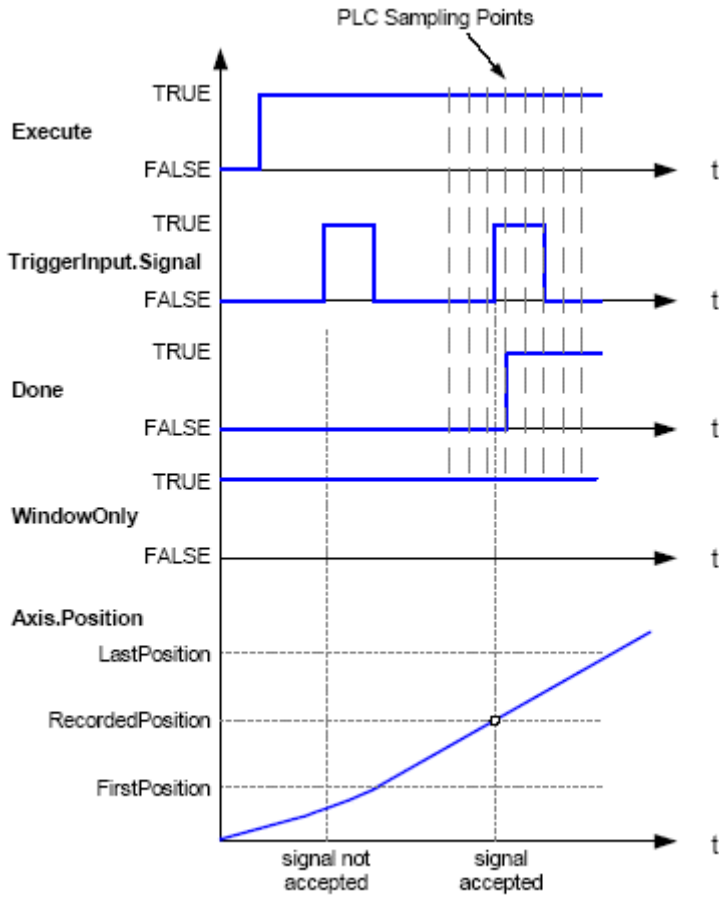 PLC Sampling Points
TRUE
Execute
FALSE
t
TRUE
TriggerInput.Signal
FALSE
t
TRUE
Done
FALSE
t
TRUE
WindowOnly
FALSE
t
Axis.Position
LastPosition
RecordedPosition
FirstPosition
t
signal not
accepted
signal
accepted